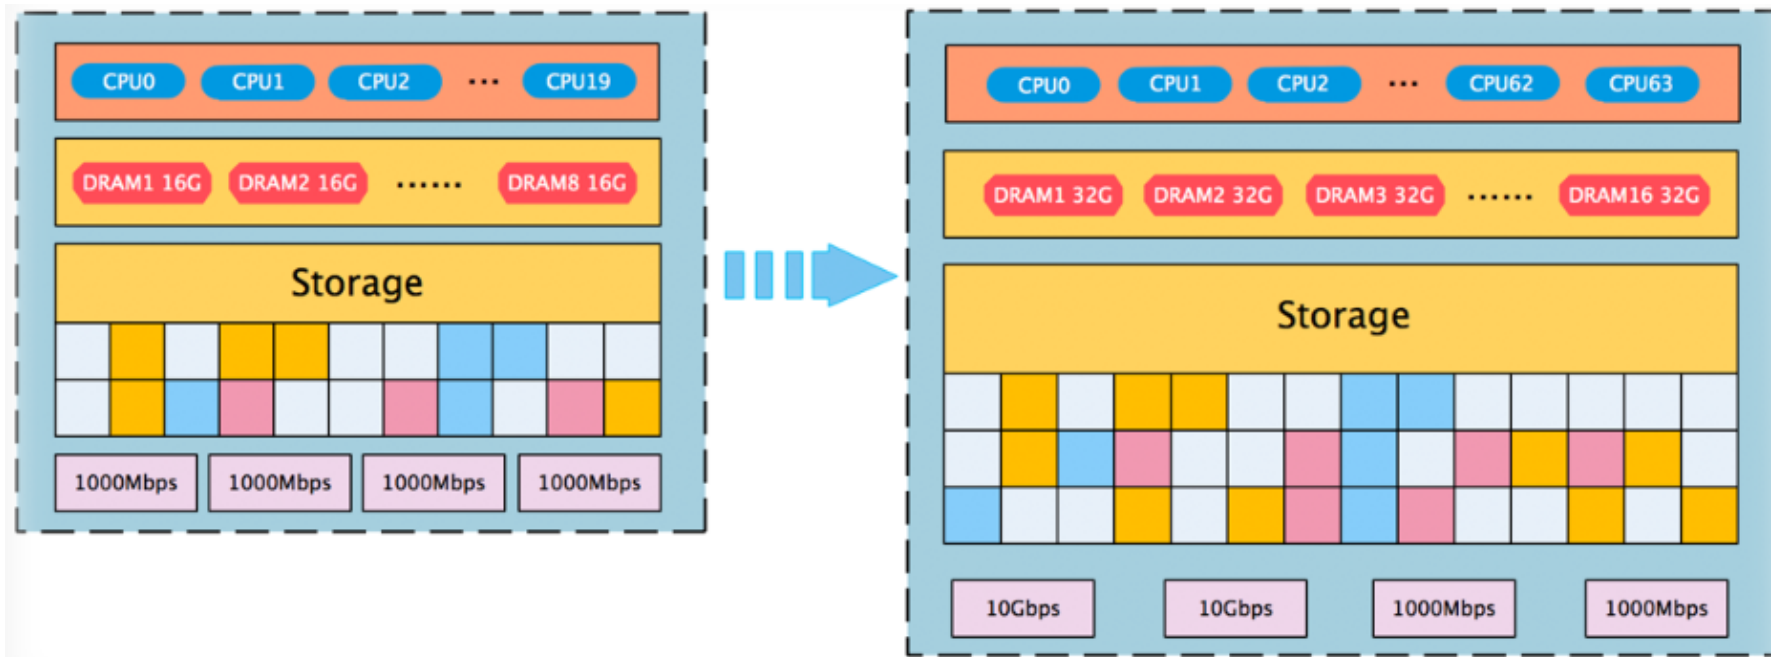 CPU0 CPU1 CPU2 ... CPU19
DRAM1 16G DRAM2 16G ...... DRAM8 16G
Storage
1000Mbps 1000Mbps 1000Mbps 1000Mbps
CPU0 CPU1 CPU2 ... CPU62 CPU63
DRAM1 32G DRAM2 32G DRAM3 32G ...... DRAM16 32G
Storage
10Gbps 10Gbps 1000Mbps 1000Mbps